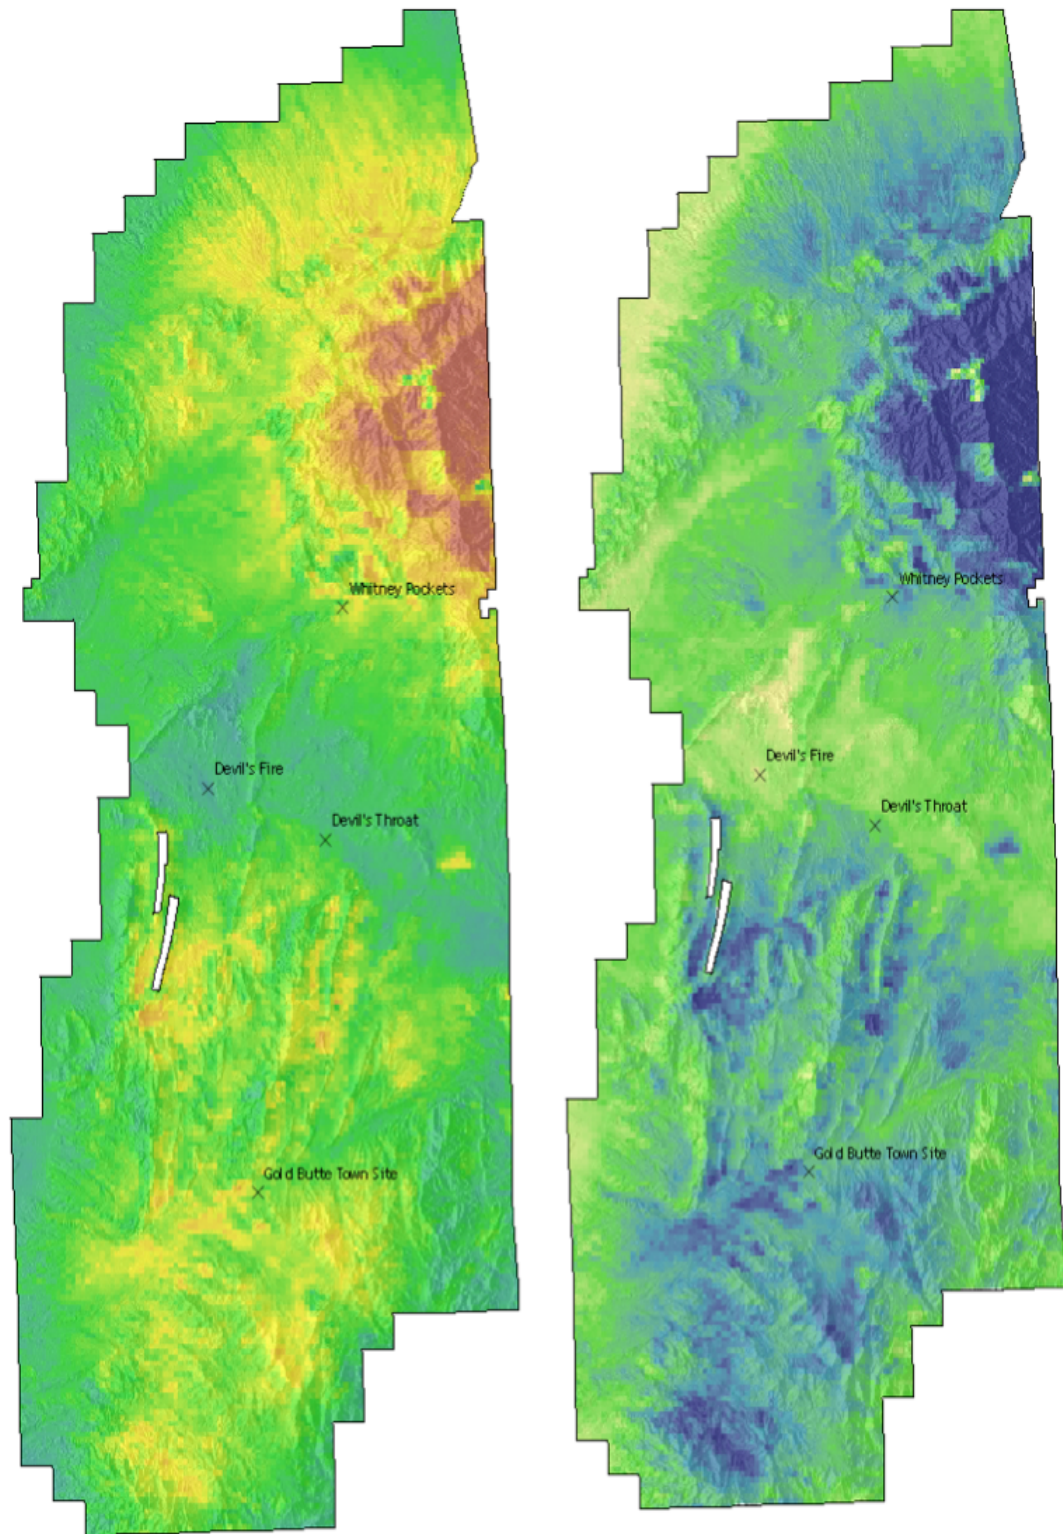 Whitney Pockets
Devil's Fire
Devil's Throat
Gold Butte Town Site
Whitney Pockets
Devil's Fire
Devil's Throat
Gold Butte Town Site